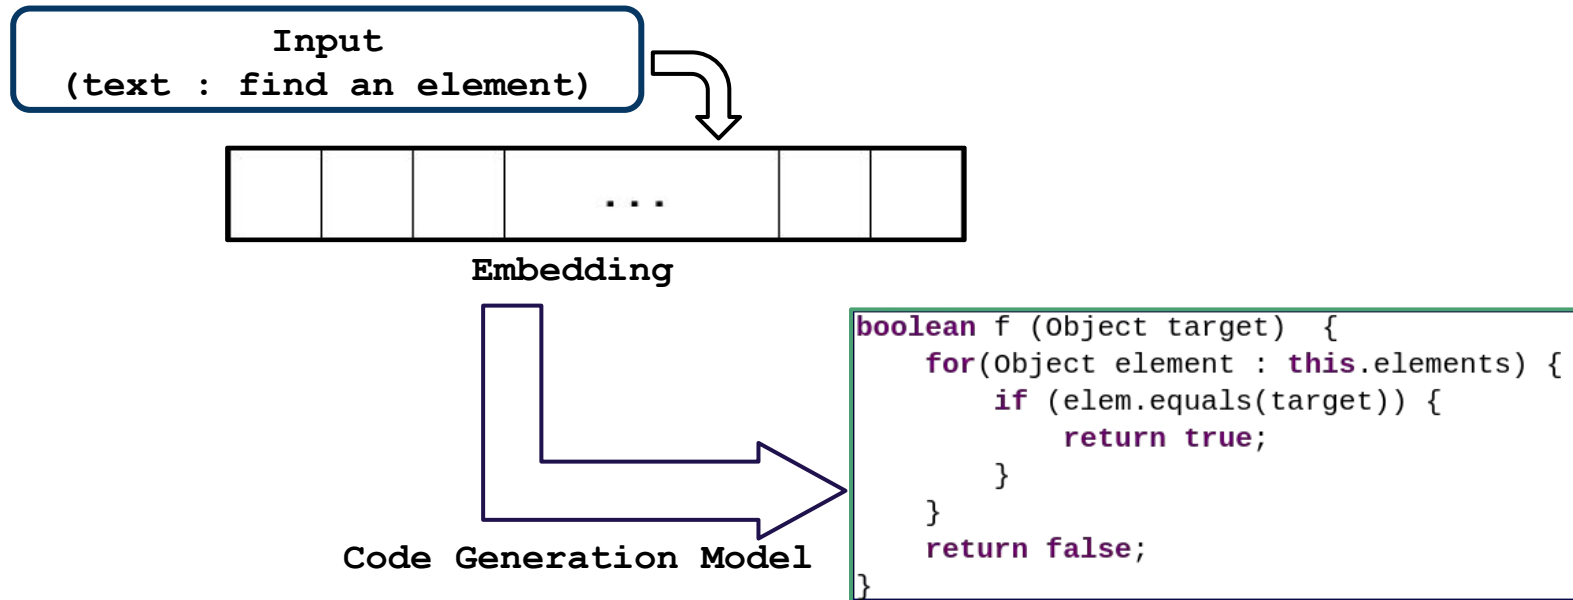 Input
(text : find an element)
...
Embedding
Code Generation Model
boolean f (Object target)  {
    for(Object element : this.elements) {
        if (elem.equals(target)) {
            return true;
        }
    }
    return false;
}